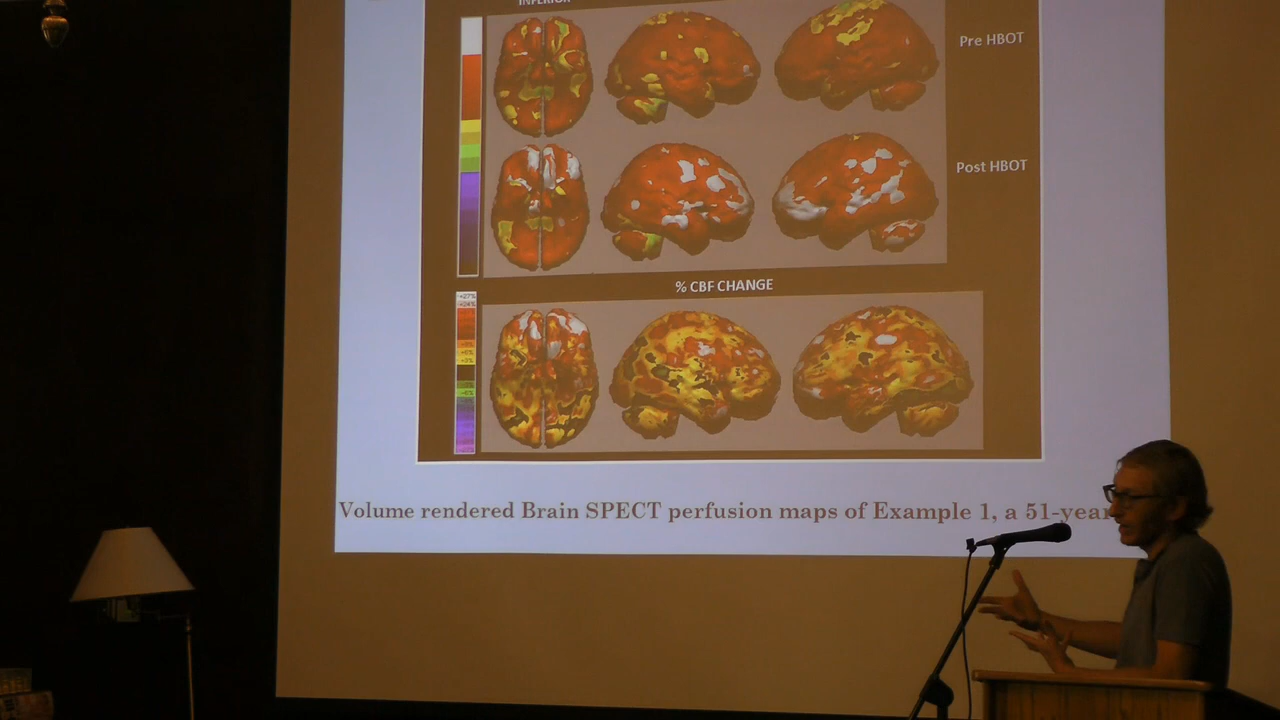 INFERIOR
Pre HBOT
Post HBOT
% CBF CHANGE
Volume rendered Brain SPECT perfusion maps of Example 1, a 51-year